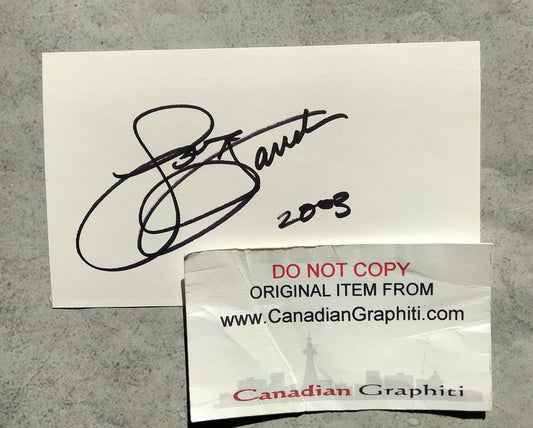 2003
DO NOT COPY
ORIGINAL ITEM FROM
www.CanadianGraphiti.com
Canadian Graphiti